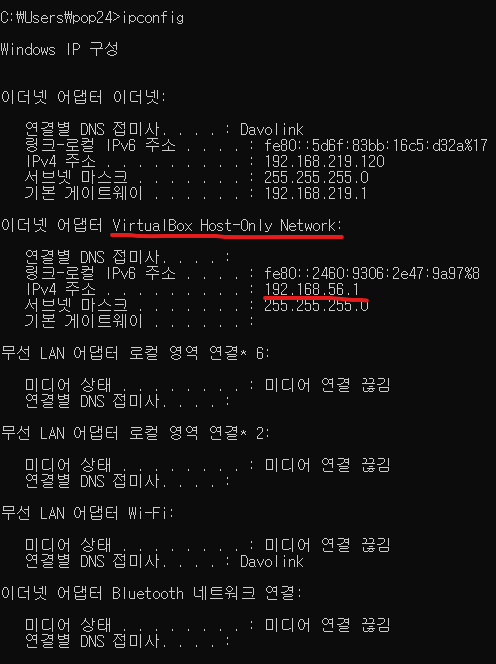 C:₩Users₩pop24>ipconfig
Windows IP 구성
이더넷 어댑터 이더넷:
연결별 DNS 접미사. . . . : Davolink
링크-로컬 IPv6 주소 . . . . : fe80::5d6f:83bb:16c5:d32a%17
IPv4 주소 . . . . . . . . . : 192.168.219.120
서브넷 마스크 . . . . . . . : 255.255.255.0
기본 게이트웨이 . . . . . . : 192.168.219.1
이더넷 어댑터 VirtualBox Host-Only Network:
연결별 DNS 접미사. . . . :
링크-로컬 IPv6 주소 . . . . : fe80::2460:9306:2e47:9a97%8
IPv4 주소 . . . . . . . . . : 192.168.56.1
서브넷 마스크 . . . . . . . : 255.255.255.0
기본 게이트웨이 . . . . . . :
무선 LAN 어댑터 로컬 영역 연결* 6:
미디어 상태 . . . . . . . . : 미디어 연결 끊김
연결별 DNS 접미사. . . . :
무선 LAN 어댑터 로컬 영역 연결* 2:
미디어 상태 . . . . . . . . : 미디어 연결 끊김
연결별 DNS 접미사. . . . :
무선 LAN 어댑터 Wi-Fi:
미디어 상태 . . . . . . . . : 미디어 연결 끊김
연결별 DNS 접미사. . . . : Davolink
이더넷 어댑터 Bluetooth 네트워크 연결:
미디어 상태 . . . . . . . . : 미디어 연결 끊김
연결별 DNS 접미사. . . . :